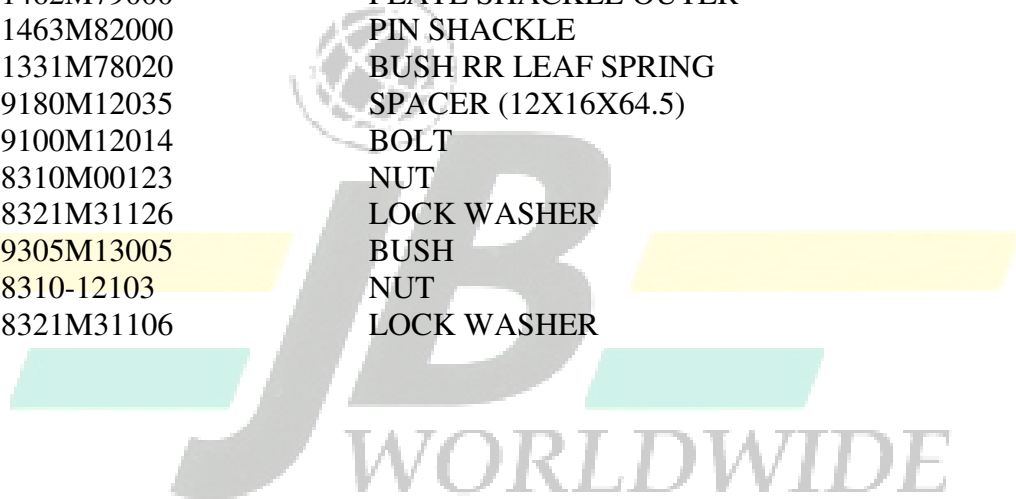 1463M82000 PIN SHACKLE
1331M78020 BUSH RR LEAF SPRING
9180M12035 SPACER (12X16X64.5)
9100M12014 BOLT
8310M00123 NUT
8321M31126 LOCK WASHER
9305M13005 BUSH
8310-12103 NUT
8321M31106 LOCK WASHER
JB
WORLDWIDE